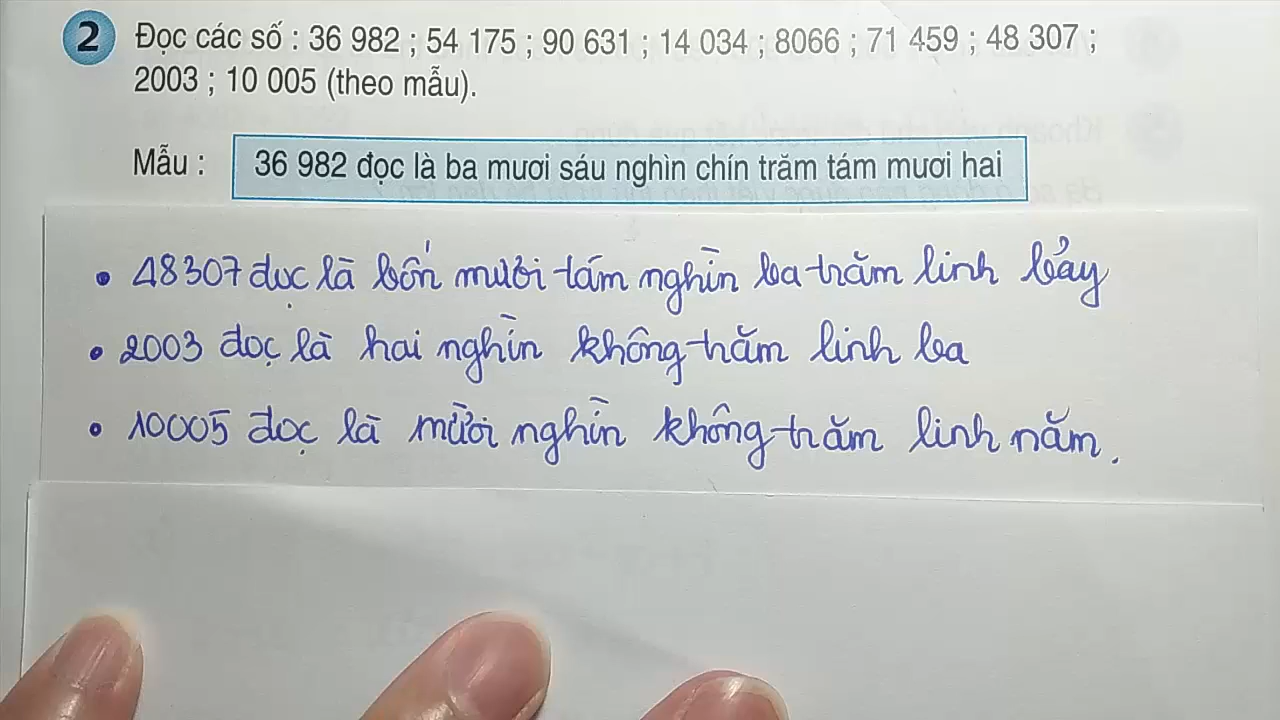 2 Đọc các số : 36 982 ; 54 175 ; 90 631 ; 14 034 ; 8066 ; 71 459 ; 48 307 ;
2003 ; 10 005 (theo mẫu).
Mẫu : 36 982 đọc là ba mươi sáu nghìn chín trăm tám mươi hai
• 48307 đọc là bốn mươi tám nghìn ba trăm linh bảy
• 2003 đọc là hai nghìn không trăm linh ba
• 10005 đọc là mười nghìn không trăm linh năm.